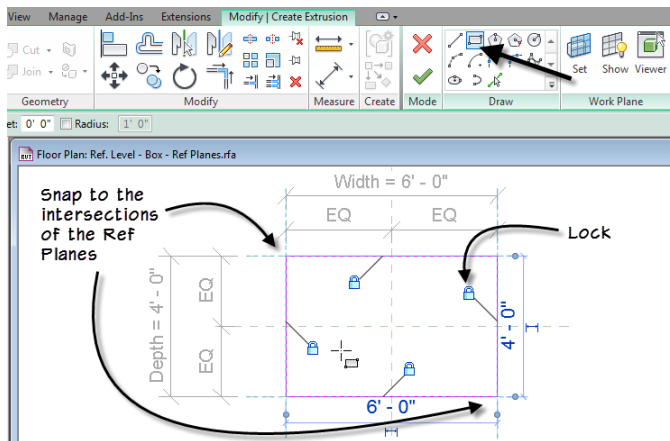 View Manage Add-Ins Extensions Modify | Create Extrusion
Cut
Join
Geometry Modify Measure Create Mode Draw Work Plane
Set Show Viewer
et: 0' 0" Radius: 1' 0"
Floor Plan: Ref. Level - Box - Ref Planes.rfa
Snap to the
intersections
of the Ref
Planes
Width = 6' - 0"
EQ EQ
Lock
Depth = 4' - 0"
EQ
EQ
4' - 0"
6' - 0"